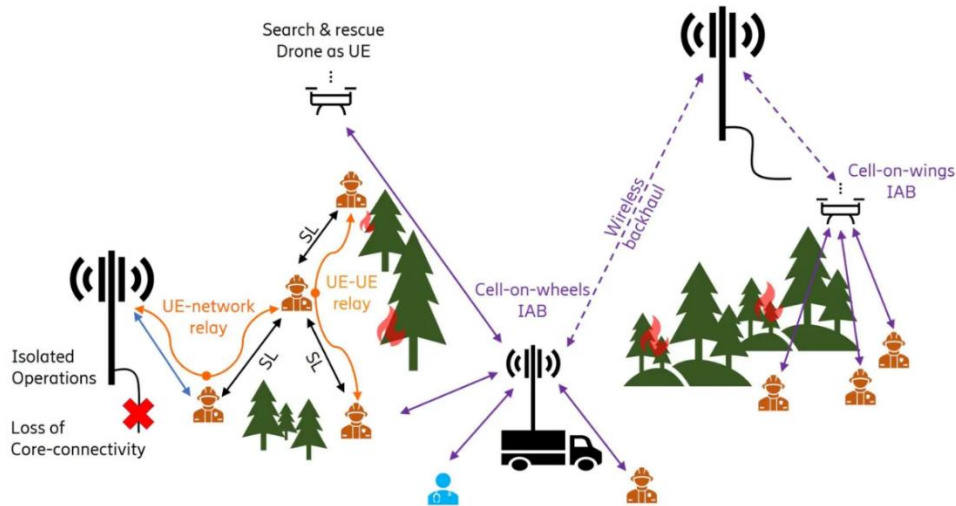 Search & rescue
Drone as UE
Cell-on-wings
IAB
Wireless
backhaul
SL
UE-UE
relay
UE-network
relay
Cell-on-wheels
IAB
Isolated
Operations
SL
SL
Loss of
Core-connectivity